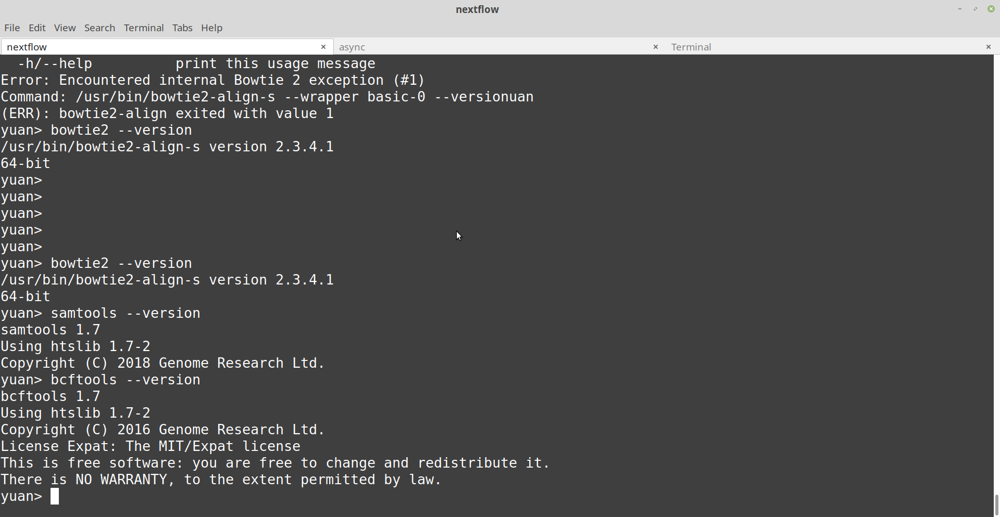 nextflow
File Edit View Search Terminal Tabs Help
nextflow async Terminal
-h/--help print this usage message
Error: Encountered internal Bowtie 2 exception (#1)
Command: /usr/bin/bowtie2-align-s --wrapper basic-0 --versionuan
(ERR): bowtie2-align exited with value 1
yuan> bowtie2 --version
/usr/bin/bowtie2-align-s version 2.3.4.1
64-bit
yuan>
yuan>
yuan>
yuan>
yuan>
yuan> bowtie2 --version
/usr/bin/bowtie2-align-s version 2.3.4.1
64-bit
yuan> samtools --version
samtools 1.7
Using htslib 1.7-2
Copyright (C) 2018 Genome Research Ltd.
yuan> bcftools --version
bcftools 1.7
Using htslib 1.7-2
Copyright (C) 2016 Genome Research Ltd.
License Expat: The MIT/Expat license
This is free software: you are free to change and redistribute it.
There is NO WARRANTY, to the extent permitted by law.
yuan>